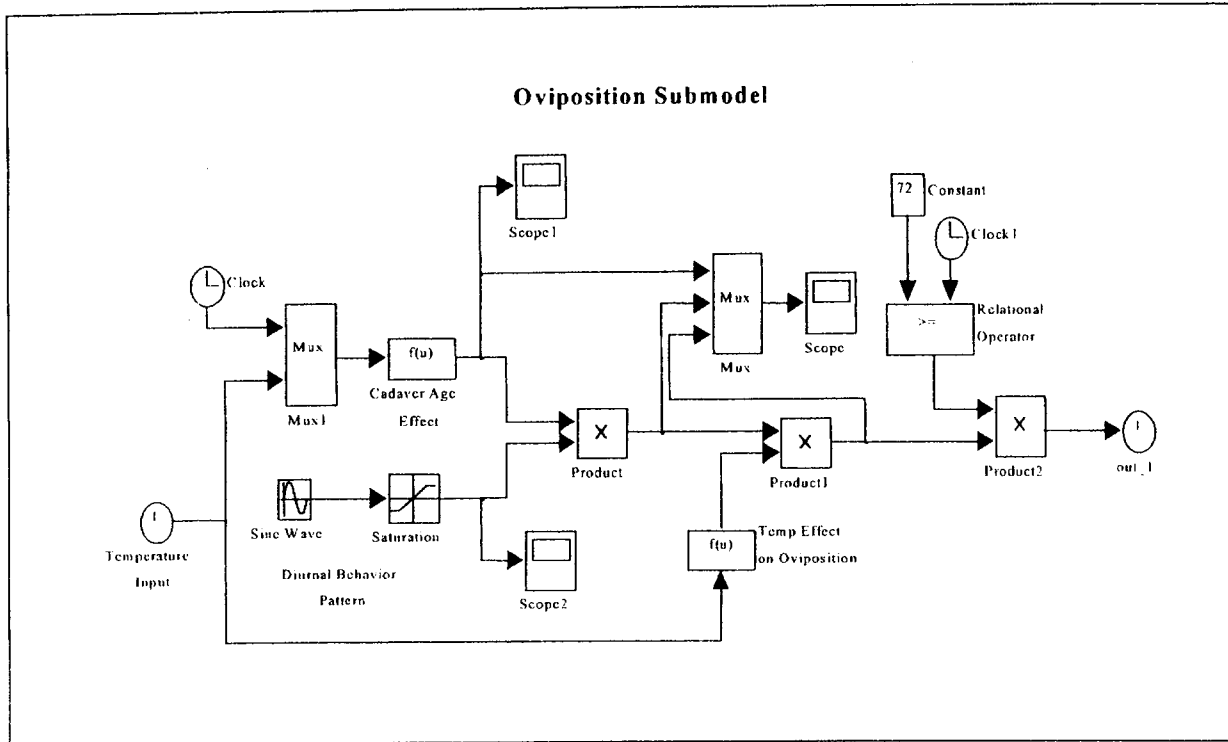 Oviposition Submodel
Scope1
72
Constant
Clock1
Clock
Mux
Mux1
f(u)
Cadaver Age
Effect
Mux
Mux
Scope
>=
Relational
Operator
X
Product
X
Product1
X
Product2
1
out_1
1
Temperature
Input
Sine Wave
Saturation
Diurnal Behavior
Pattern
Scope2
f(u)
Temp Effect
on Oviposition